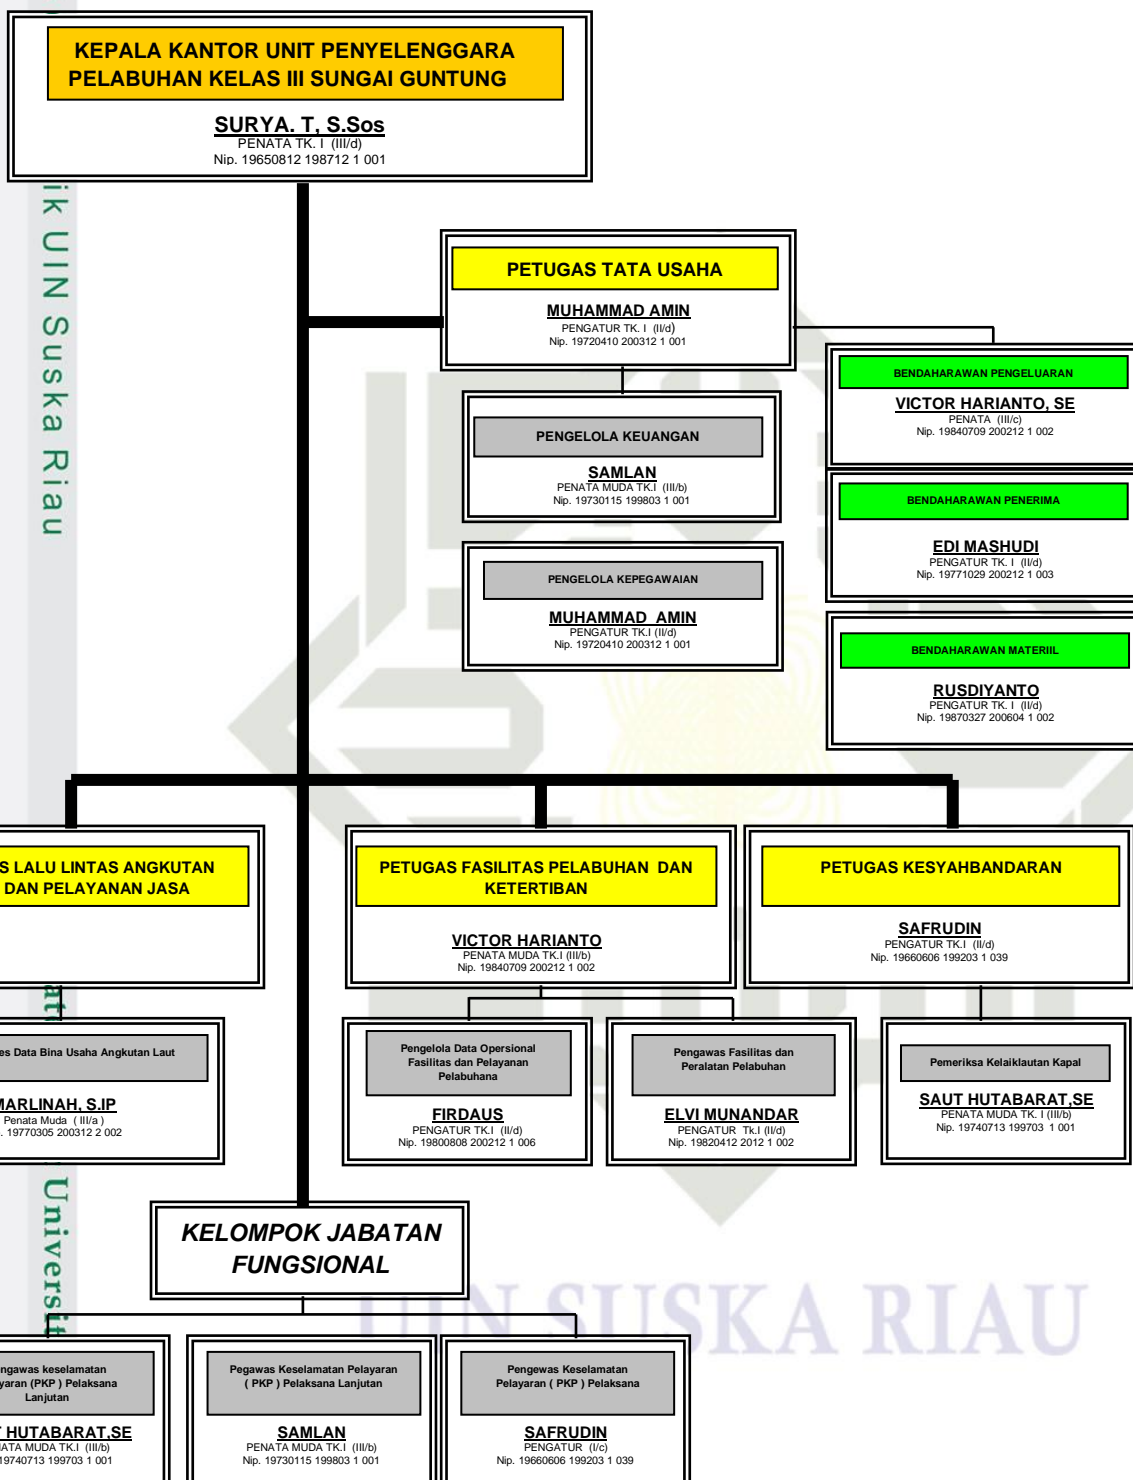 KEPALA KANTOR UNIT PENYELENGGARA
PELABUHAN KELAS III SUNGAI GUNTUNG
SURYA. T, S.Sos
PENATA TK. I (III/d)
Nip. 19650812 198712 1 001
ik UIN Suska Riau
PETUGAS TATA USAHA
MUHAMMAD AMIN
PENGATUR TK. I (II/d)
Nip. 19720410 200312 1 001
BENDAHARAWAN PENGELUARAN
VICTOR HARIANTO, SE
PENATA (III/c)
Nip. 19840709 200212 1 002
PENGELOLA KEUANGAN
SAMLAN
PENATA MUDA TK.I (III/b)
Nip. 19730115 199803 1 001
BENDAHARAWAN PENERIMA
EDI MASHUDI
PENGATUR TK. I (II/d)
Nip. 19771029 200212 1 003
PENGELOLA KEPEGAWAIAN
MUHAMMAD AMIN
PENGATUR TK.I (II/d)
Nip. 19720410 200312 1 001
BENDAHARAWAN MATERIIL
RUSDIYANTO
PENGATUR TK. I (II/d)
Nip. 19870327 200604 1 002
S LALU LINTAS ANGKUTAN
DAN PELAYANAN JASA
PETUGAS FASILITAS PELABUHAN DAN
KETERTIBAN
VICTOR HARIANTO
PENATA MUDA TK.I (III/b)
Nip. 19840709 200212 1 002
PETUGAS KESYAHBANDARAN
SAFRUDIN
PENGATUR TK.I (II/d)
Nip. 19660606 199203 1 039
at
es Data Bina Usaha Angkutan Laut
MARLINAH, S.IP
Penata Muda ( III/a )
. 19770305 200312 2 002
Pengelola Data Opersional
Fasilitas dan Pelayanan
Pelabuhana
FIRDAUS
PENGATUR TK.I (II/d)
Nip. 19800808 200212 1 006
Pengawas Fasilitas dan
Peralatan Pelabuhan
ELVI MUNANDAR
PENGATUR Tk.I (II/d)
Nip. 19820412 2012 1 002
Pemeriksa Kelaiklautan Kapal
SAUT HUTABARAT,SE
PENATA MUDA TK. I (III/b)
Nip. 19740713 199703 1 001
Universit
KELOMPOK JABATAN
FUNGSIONAL
UIN SUSKA RIAU
ngawas keselamatan
yaran (PKP ) Pelaksana
Lanjutan
T HUTABARAT,SE
NATA MUDA TK.I (III/b)
19740713 199703 1 001
Pegawas Keselamatan Pelayaran
( PKP ) Pelaksana Lanjutan
SAMLAN
PENATA MUDA TK.I (III/b)
Nip. 19730115 199803 1 001
Pengewas Keselamatan
Pelayaran ( PKP ) Pelaksana
SAFRUDIN
PENGATUR (I/c)
Nip. 19660606 199203 1 039